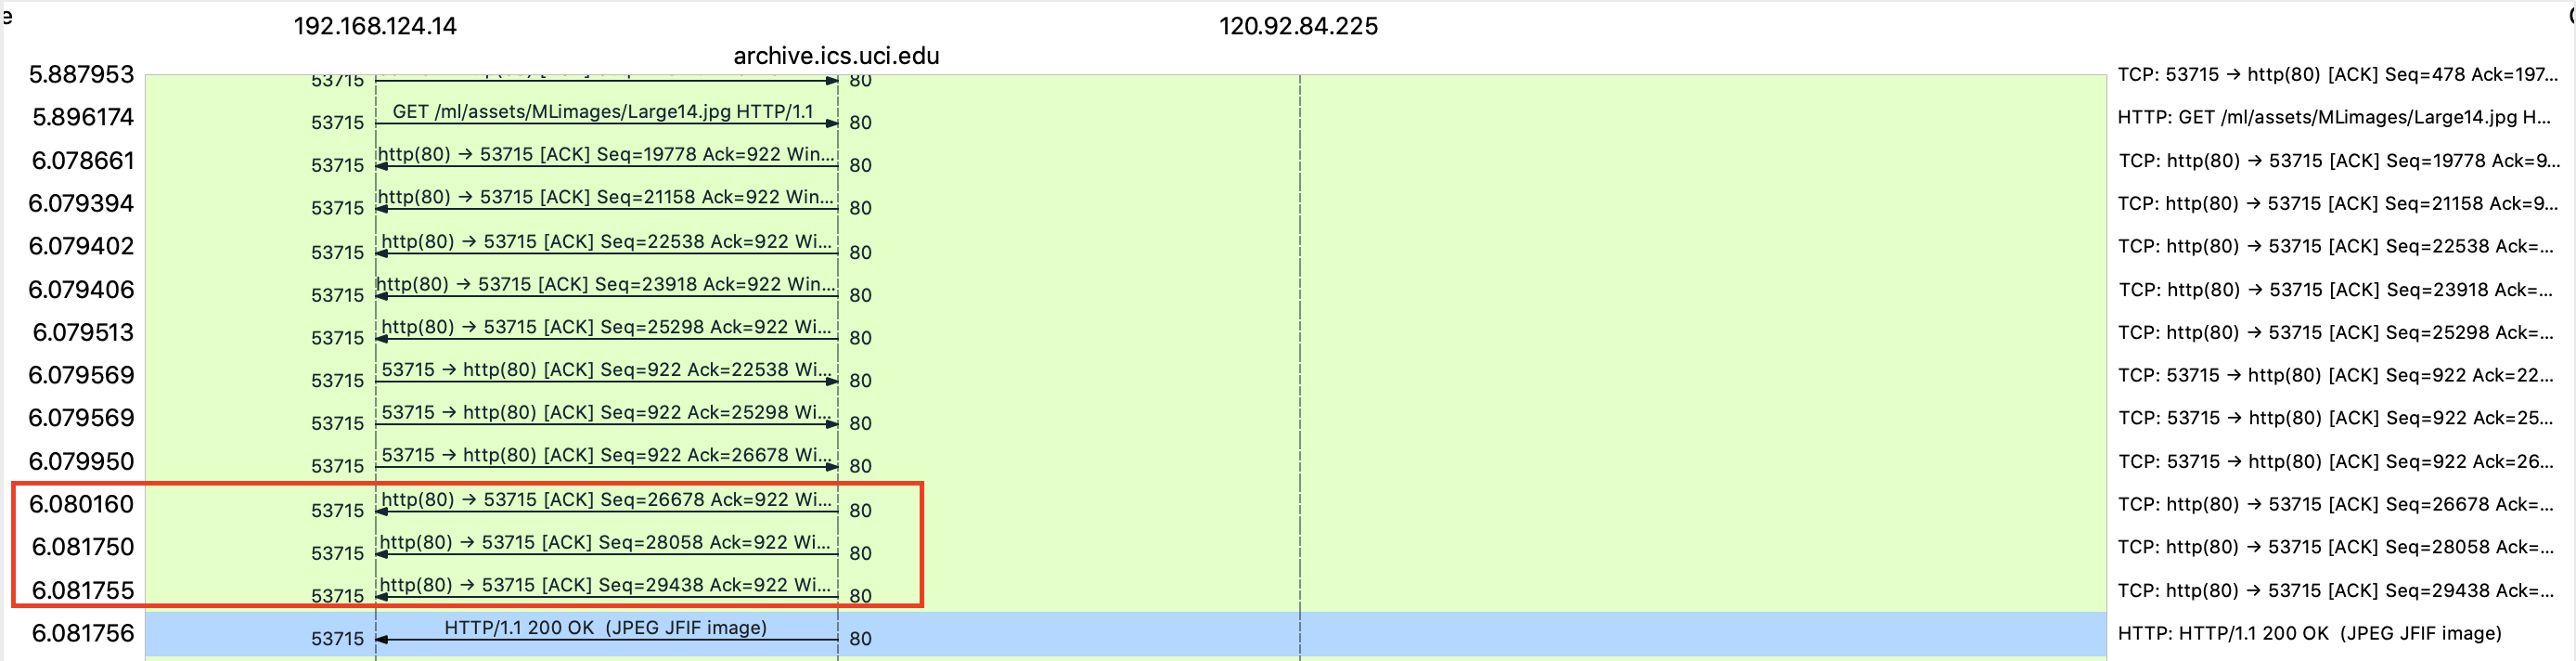 e
192.168.124.14 120.92.84.225
archive.ics.uci.edu
5.887953 53715 80 TCP: 53715 → http(80) [ACK] Seq=478 Ack=197...
5.896174 53715 GET /ml/assets/MLimages/Large14.jpg HTTP/1.1 80 HTTP: GET /ml/assets/MLimages/Large14.jpg H...
6.078661 53715 http(80) → 53715 [ACK] Seq=19778 Ack=922 Win... 80 TCP: http(80) → 53715 [ACK] Seq=19778 Ack=9...
6.079394 53715 http(80) → 53715 [ACK] Seq=21158 Ack=922 Win... 80 TCP: http(80) → 53715 [ACK] Seq=21158 Ack=9...
6.079402 53715 http(80) → 53715 [ACK] Seq=22538 Ack=922 Wi... 80 TCP: http(80) → 53715 [ACK] Seq=22538 Ack=...
6.079406 53715 http(80) → 53715 [ACK] Seq=23918 Ack=922 Win... 80 TCP: http(80) → 53715 [ACK] Seq=23918 Ack=...
6.079513 53715 http(80) → 53715 [ACK] Seq=25298 Ack=922 Wi... 80 TCP: http(80) → 53715 [ACK] Seq=25298 Ack=...
6.079569 53715 53715 → http(80) [ACK] Seq=922 Ack=22538 Wi... 80 TCP: 53715 → http(80) [ACK] Seq=922 Ack=22...
6.079569 53715 53715 → http(80) [ACK] Seq=922 Ack=25298 Wi... 80 TCP: 53715 → http(80) [ACK] Seq=922 Ack=25...
6.079950 53715 53715 → http(80) [ACK] Seq=922 Ack=26678 Wi... 80 TCP: 53715 → http(80) [ACK] Seq=922 Ack=26...
6.080160 53715 http(80) → 53715 [ACK] Seq=26678 Ack=922 Wi... 80 TCP: http(80) → 53715 [ACK] Seq=26678 Ack=...
6.081750 53715 http(80) → 53715 [ACK] Seq=28058 Ack=922 Wi... 80 TCP: http(80) → 53715 [ACK] Seq=28058 Ack=...
6.081755 53715 http(80) → 53715 [ACK] Seq=29438 Ack=922 Wi... 80 TCP: http(80) → 53715 [ACK] Seq=29438 Ack=...
6.081756 53715 HTTP/1.1 200 OK (JPEG JFIF image) 80 HTTP: HTTP/1.1 200 OK (JPEG JFIF image)